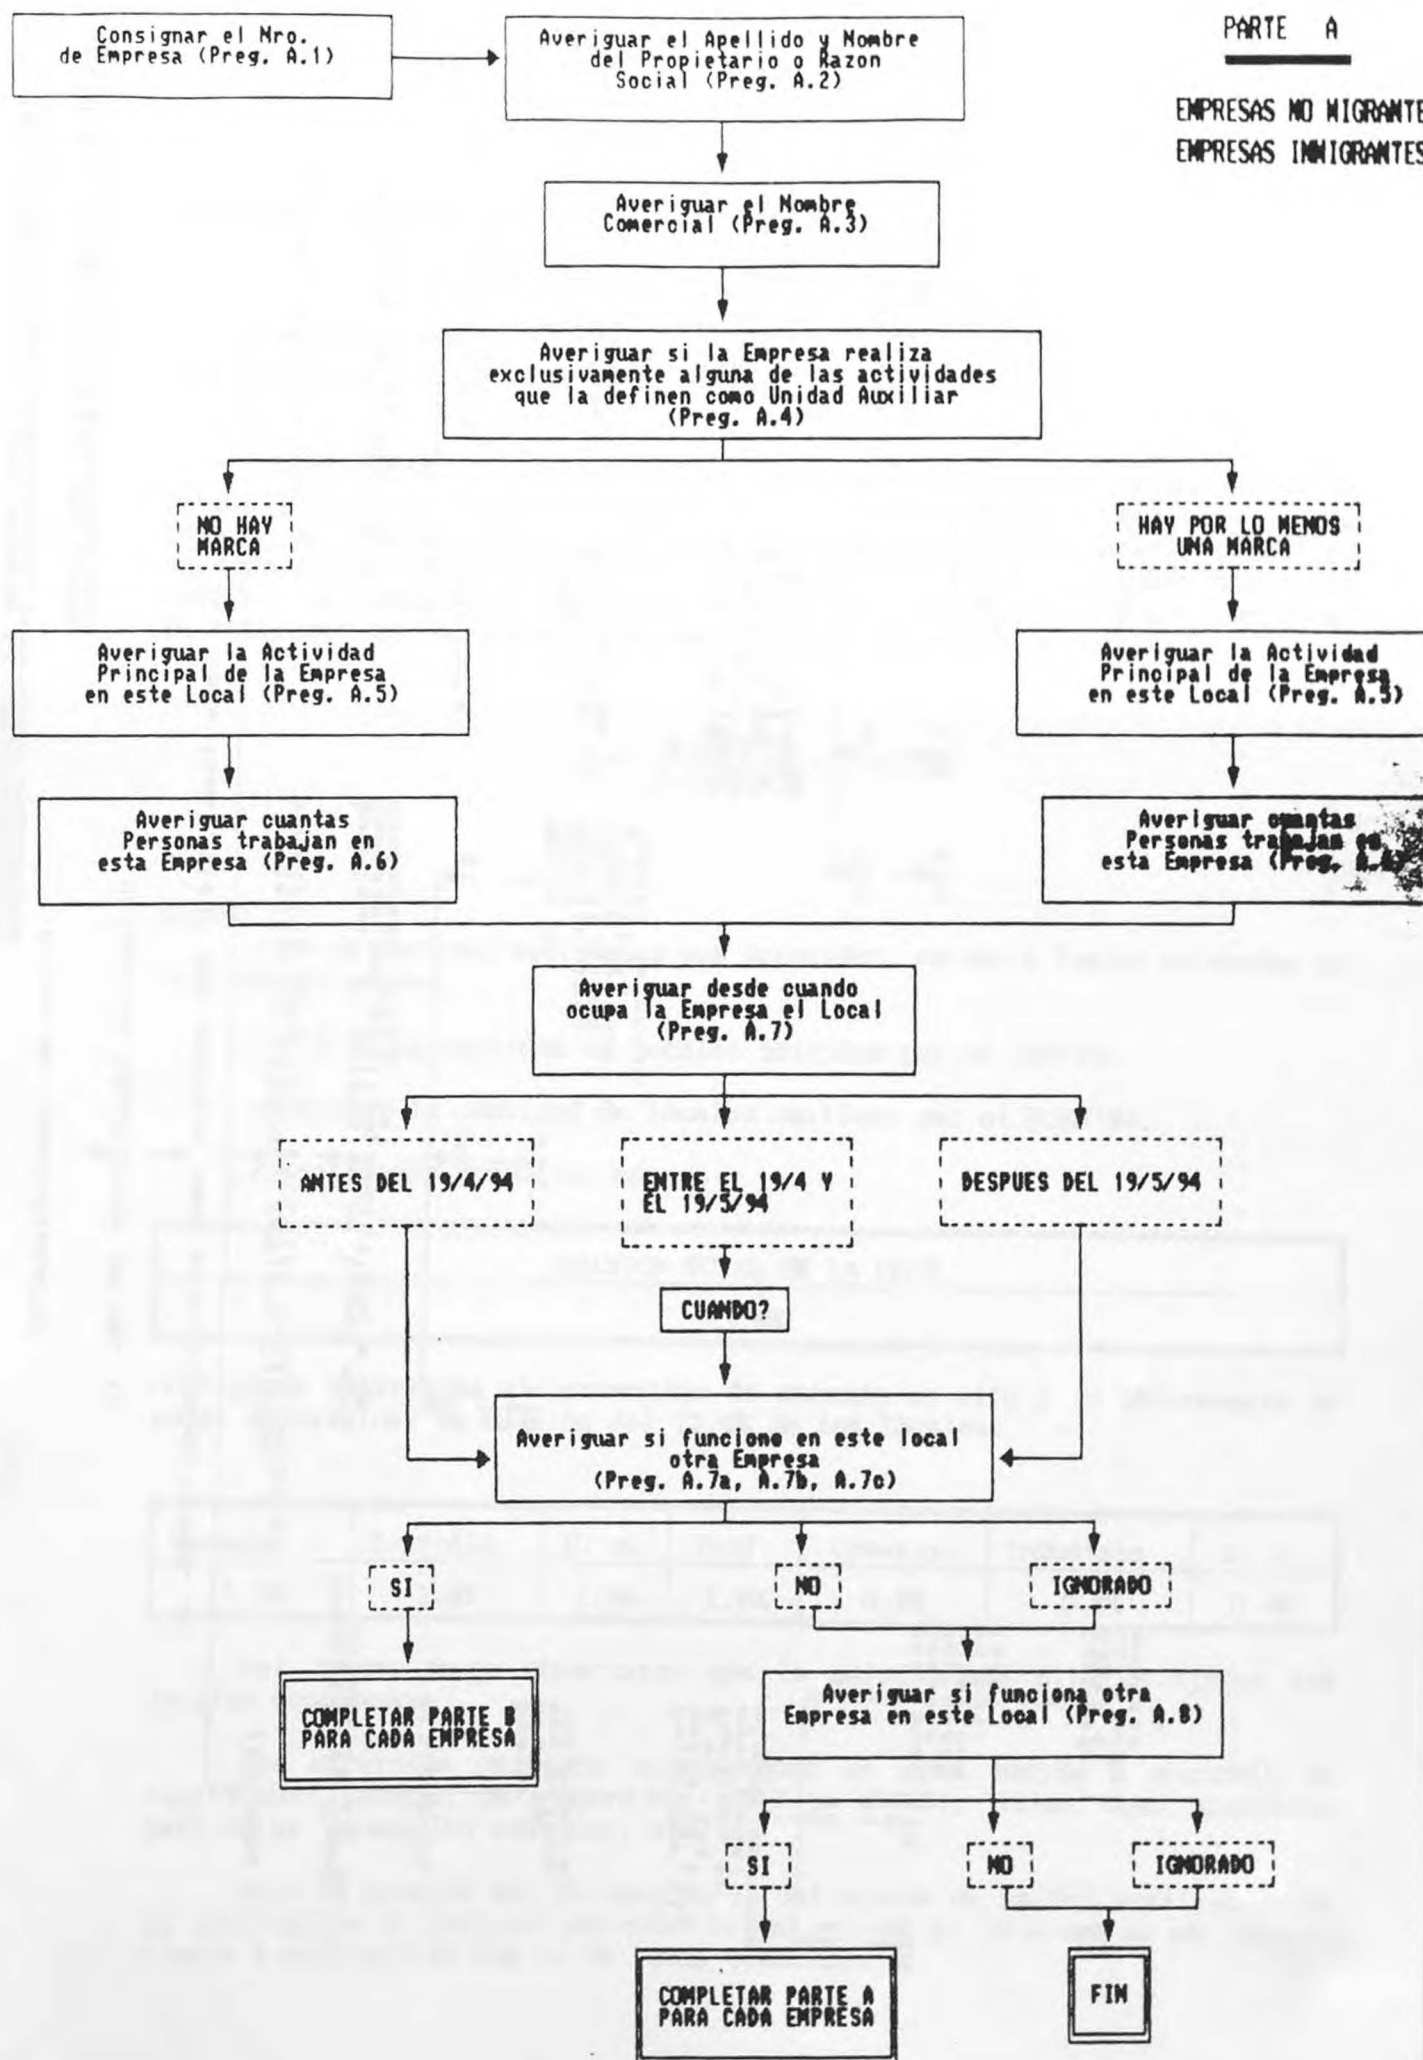 PARTE A
EMPRESAS NO MIGRANTE
EMPRESAS INMIGRANTES
Consignar el Nro.
de Empresa (Preg. A.1)
Averiguar el Apellido y Nombre
del Propietario o Razon
Social (Preg. A.2)
Averiguar el Nombre
Comercial (Preg. A.3)
Averiguar si la Empresa realiza
exclusivamente alguna de las actividades
que la definen como Unidad Auxiliar
(Preg. A.4)
NO HAY
MARCA
HAY POR LO MENOS
UNA MARCA
Averiguar la Actividad
Principal de la Empresa
en este Local (Preg. A.5)
Averiguar la Actividad
Principal de la Empresa
en este Local (Preg. A.5)
Averiguar cuantas
Personas trabajan en
esta Empresa (Preg. A.6)
Averiguar cuantas
Personas trabajan en
esta Empresa (Preg.
Averiguar desde cuando
ocupa la Empresa el Local
(Preg. A.7)
ANTES DEL 19/4/94
ENTRE EL 19/4 Y
EL 19/5/94
DESPUES DEL 19/5/94
CUANDO?
Averiguar si funcione en este local
otra Empresa
(Preg. A.7a, A.7b, A.7c)
SI
NO
IGNORADO
COMPLETAR PARTE B
PARA CADA EMPRESA
Averiguar si funciona otra
Empresa en este Local (Preg. A.8)
SI
NO
IGNORADO
COMPLETAR PARTE A
PARA CADA EMPRESA
FIN